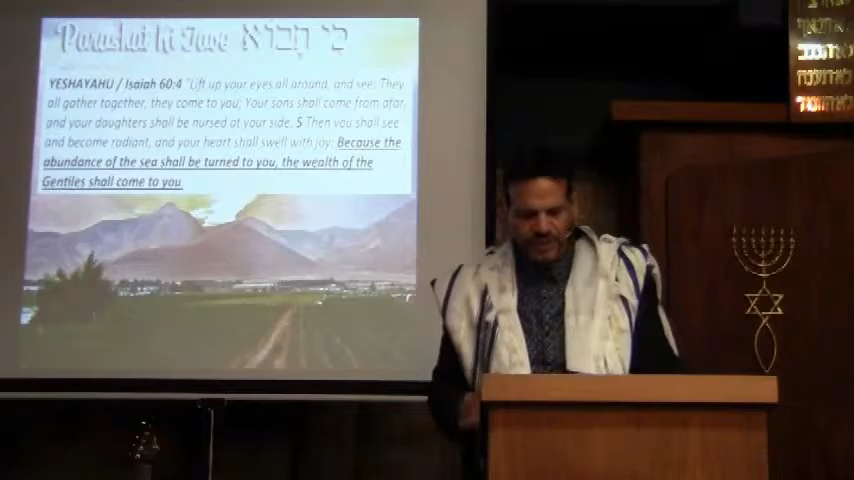 Parashat Ki Tavo כִּי תָבוֹא
YESHAYAHU / Isaiah 60:4 "Lift up your eyes all around, and see: They
all gather together, they come to you; Your sons shall come from afar,
and your daughters shall be nursed at your side. 5 Then you shall see
and become radiant, and your heart shall swell with joy; Because the
abundance of the sea shall be turned to you, the wealth of the
Gentiles shall come to you.